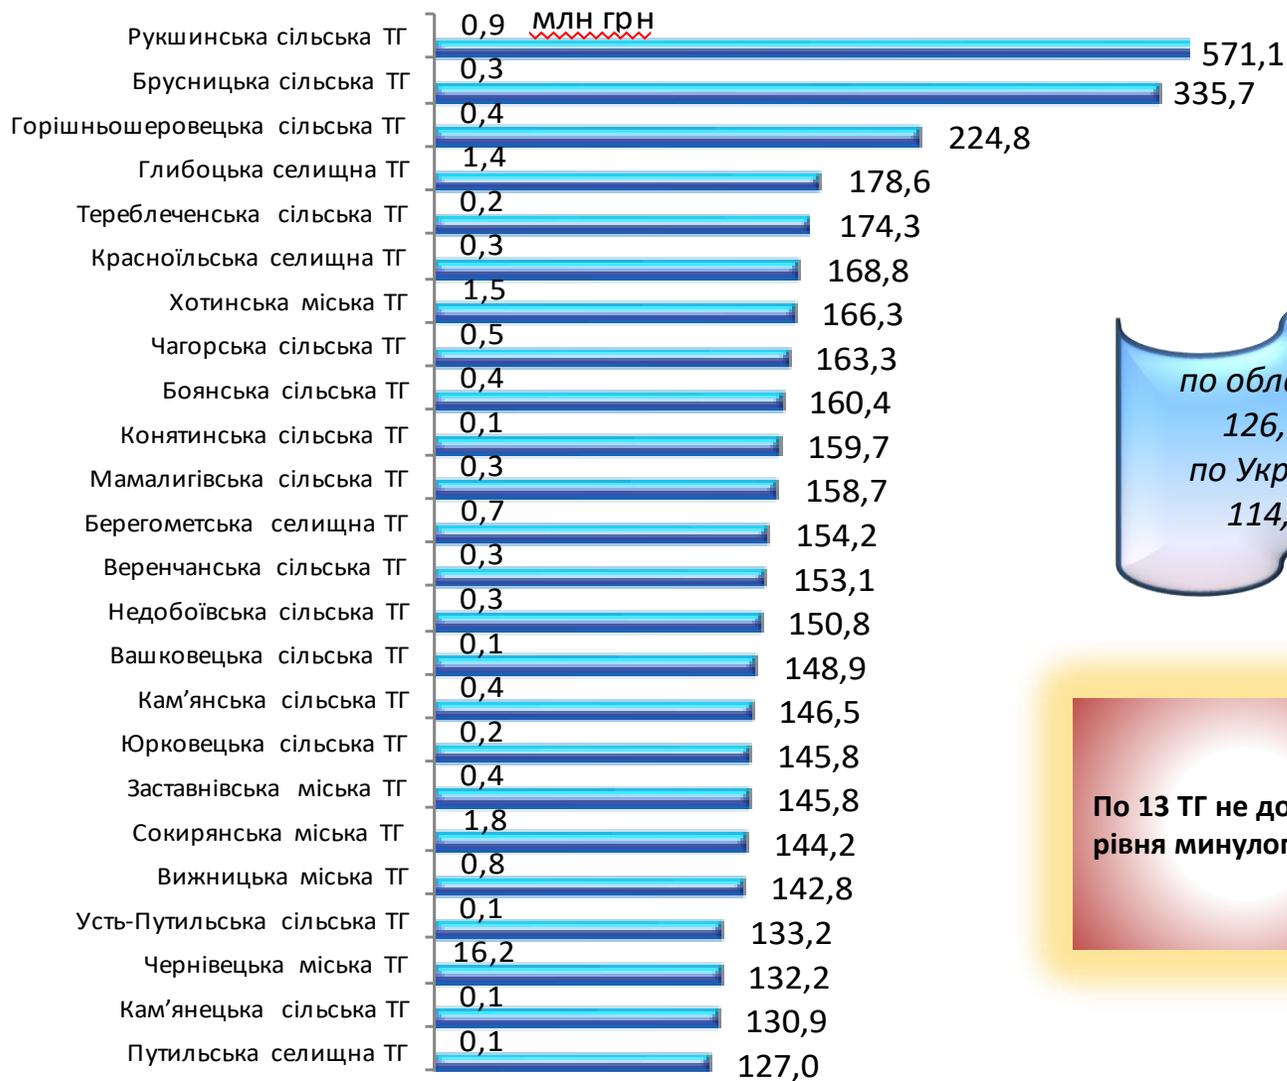 млн грн
Рукшинська сільська ТГ 0,9 571,1
Брусницька сільська ТГ 0,3 335,7
Горішньошеровецька сільська ТГ 0,4 224,8
Глибоцька селищна ТГ 1,4 178,6
Тереблеченська сільська ТГ 0,2 174,3
Красноїльська селищна ТГ 0,3 168,8
Хотинська міська ТГ 1,5 166,3
Чагорська сільська ТГ 0,5 163,3
Боянська сільська ТГ 0,4 160,4
Конятинська сільська ТГ 0,1 159,7
Мамалигівська сільська ТГ 0,3 158,7
Берегометська селищна ТГ 0,7 154,2
Веренчанська сільська ТГ 0,3 153,1
Недобоївська сільська ТГ 0,3 150,8
Вашковецька сільська ТГ 0,1 148,9
Кам’янська сільська ТГ 0,4 146,5
Юрковецька сільська ТГ 0,2 145,8
Заставнівська міська ТГ 0,4 145,8
Сокирянська міська ТГ 1,8 144,2
Вижницька міська ТГ 0,8 142,8
Усть-Путильська сільська ТГ 0,1 133,2
Чернівецька міська ТГ 16,2 132,2
Кам’янецька сільська ТГ 0,1 130,9
Путильська селищна ТГ 0,1 127,0
по обл
126,
по Укр
114,
По 13 ТГ не до
рівня минулог